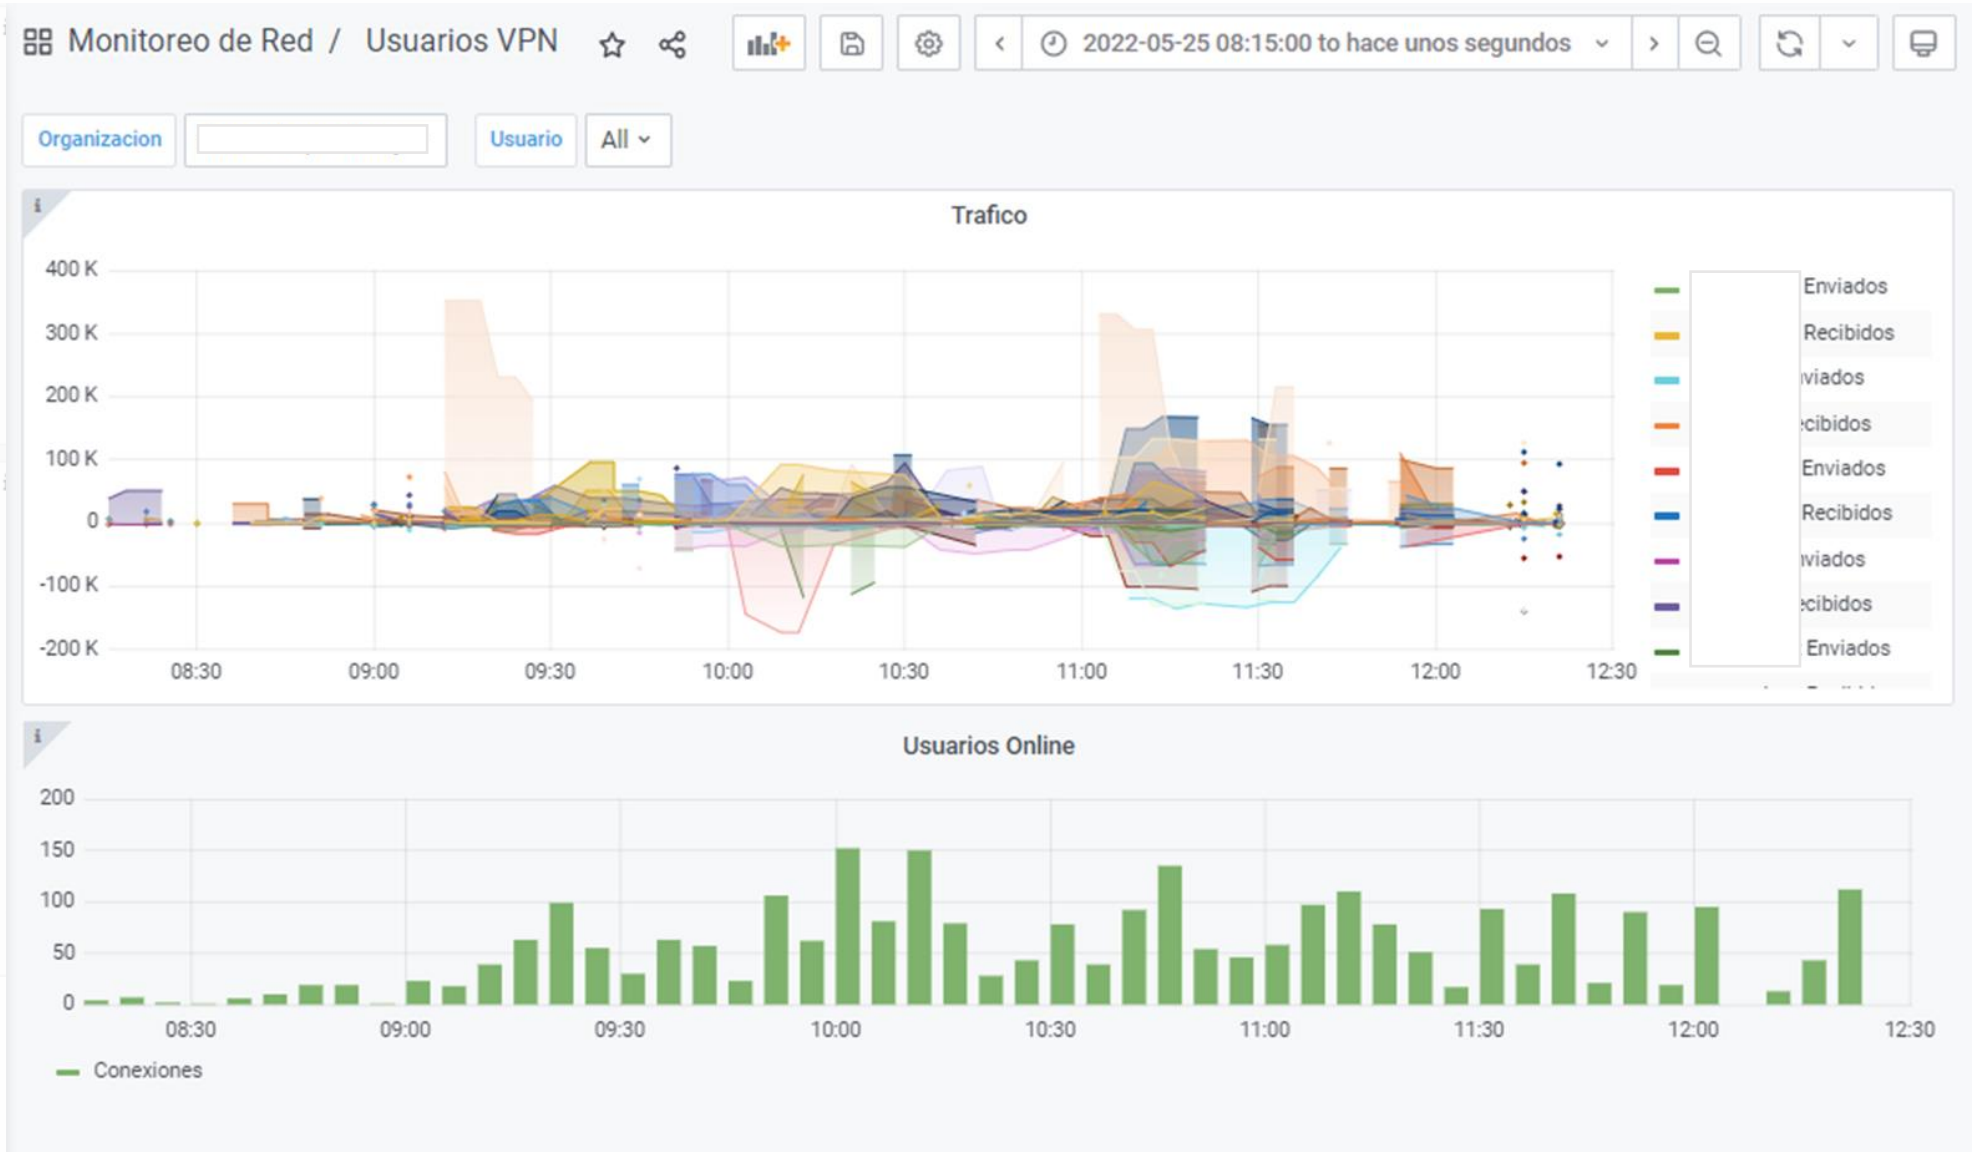 Monitoreo de Red / Usuarios VPN
2022-05-25 08:15:00 to hace unos segundos
Organizacion
Usuario
All
i
Trafico
400 K
300 K
200 K
100 K
0
-100 K
-200 K
08:30 09:00 09:30 10:00 10:30 11:00 11:30 12:00 12:30
Enviados
Recibidos
viados
cibidos
Enviados
Recibidos
viados
cibidos
Enviados
i
Usuarios Online
200
150
100
50
0
08:30 09:00 09:30 10:00 10:30 11:00 11:30 12:00 12:30
Conexiones